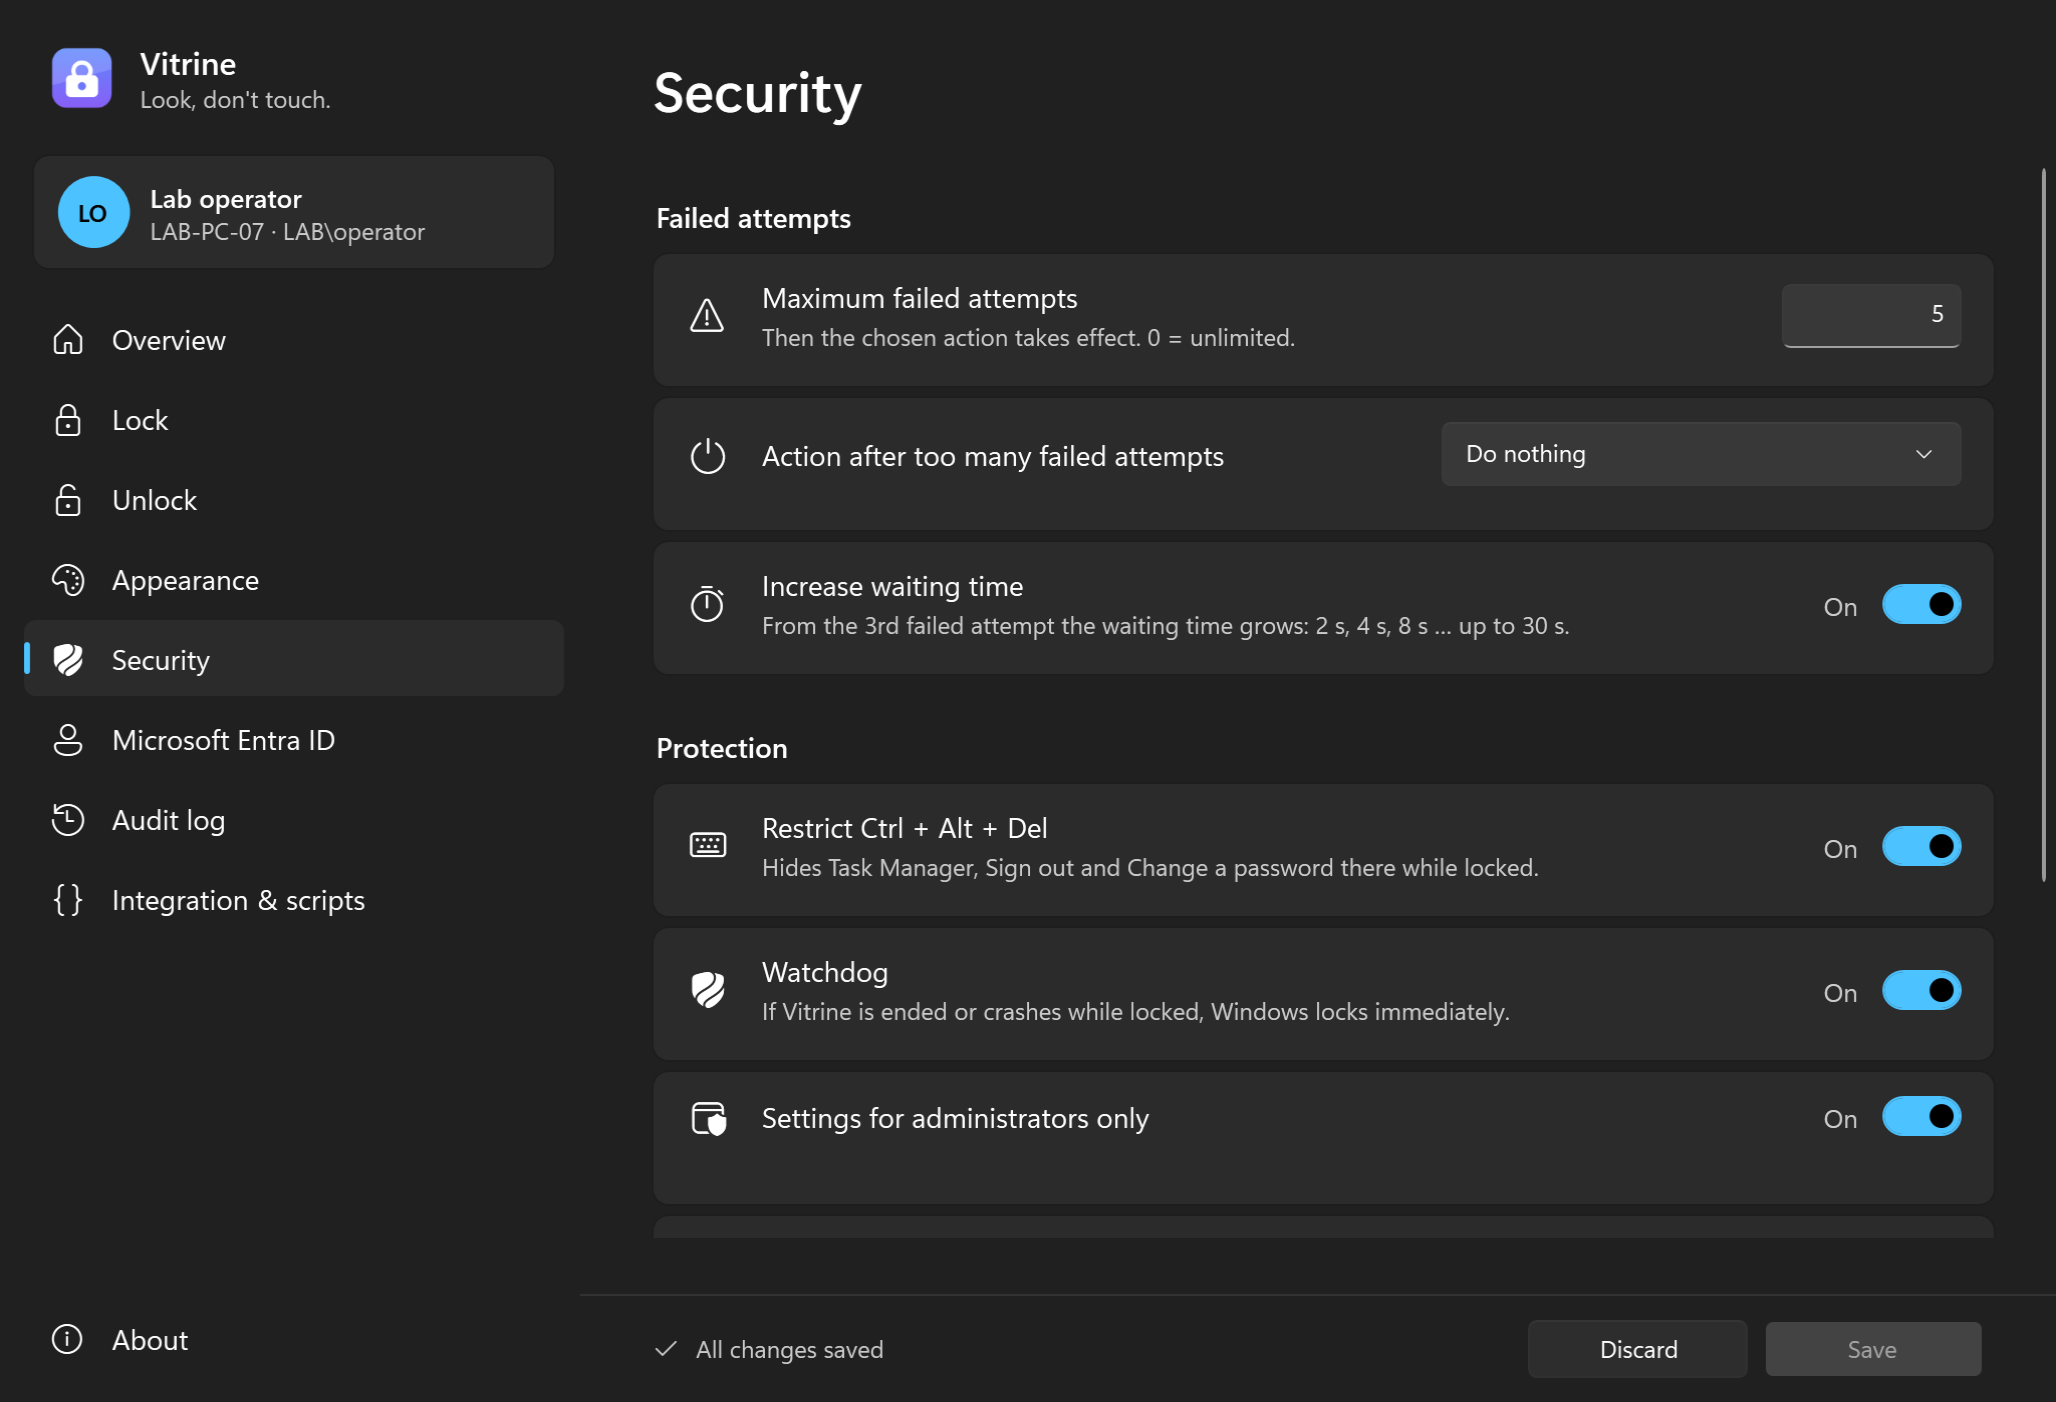 Vitrine
Look, don't touch.
LO
Lab operator
LAB-PC-07 · LAB\operator
Overview
Lock
Unlock
Appearance
Security
Microsoft Entra ID
Audit log
Integration & scripts
About
Security
Failed attempts
Maximum failed attempts
Then the chosen action takes effect. 0 = unlimited.
5
Action after too many failed attempts
Do nothing
Increase waiting time
From the 3rd failed attempt the waiting time grows: 2 s, 4 s, 8 s ... up to 30 s.
On
Protection
Restrict Ctrl + Alt + Del
Hides Task Manager, Sign out and Change a password there while locked.
On
Watchdog
If Vitrine is ended or crashes while locked, Windows locks immediately.
On
Settings for administrators only
On
All changes saved
Discard
Save